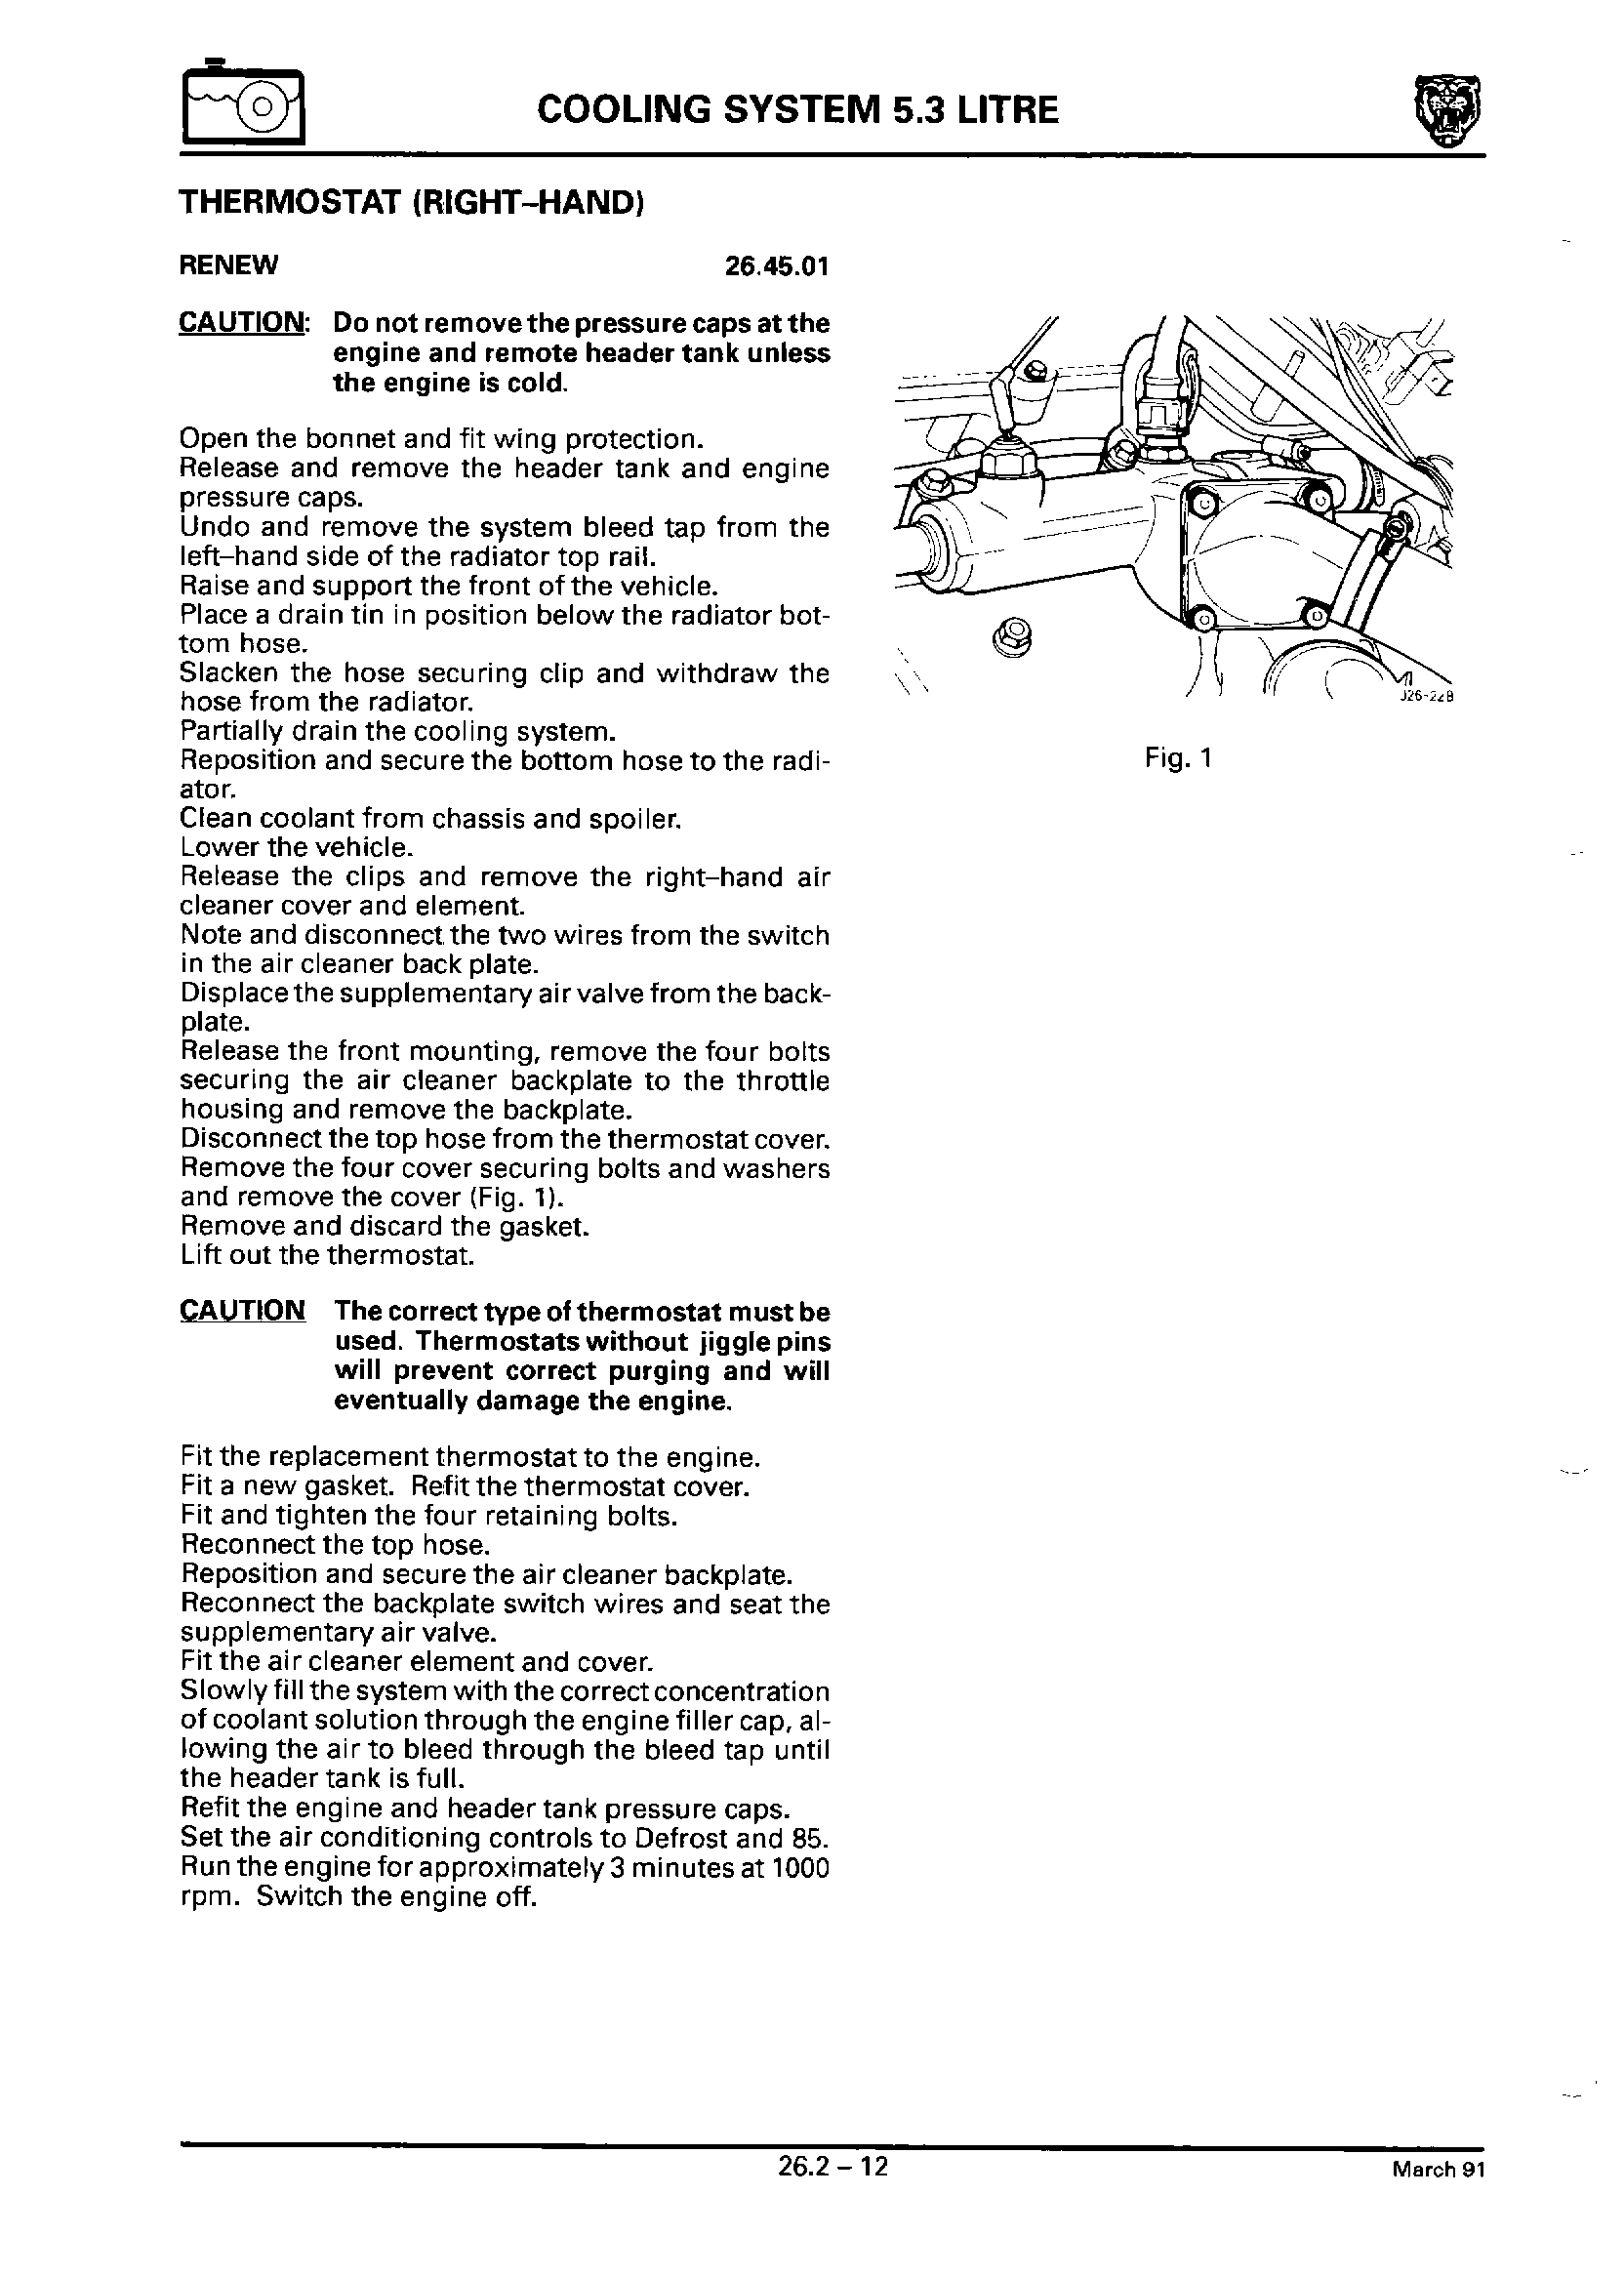 COOLING SYSTEM 5.3 LITRE
THERMOSTAT (RIGHT–HAND)
RENEW 26.45.01
CAUTION: Do not remove the pressure caps at the
engine and remote header tank unless
the engine is cold.
Open the bonnet and fit wing protection.
Release and remove the header tank and engine
pressure caps.
Undo and remove the system bleed tap from the
left–hand side of the radiator top rail.
Raise and support the front of the vehicle.
Place a drain tin in position below the radiator bot-
tom hose.
Slacken the hose securing clip and withdraw the
hose from the radiator.
Partially drain the cooling system.
Reposition and secure the bottom hose to the radi-
ator.
Clean coolant from chassis and spoiler.
Lower the vehicle.
Release the clips and remove the right–hand air
cleaner cover and element.
Note and disconnect the two wires from the switch
in the air cleaner back plate.
Displace the supplementary air valve from the back-
plate.
Release the front mounting, remove the four bolts
securing the air cleaner backplate to the throttle
housing and remove the backplate.
Disconnect the top hose from the thermostat cover.
Remove the four cover securing bolts and washers
and remove the cover (Fig. 1).
Remove and discard the gasket.
Lift out the thermostat.
CAUTION The correct type of thermostat must be
used. Thermostats without jiggle pins
will prevent correct purging and will
eventually damage the engine.
Fit the replacement thermostat to the engine.
Fit a new gasket. Refit the thermostat cover.
Fit and tighten the four retaining bolts.
Reconnect the top hose.
Reposition and secure the air cleaner backplate.
Reconnect the backplate switch wires and seat the
supplementary air valve.
Fit the air cleaner element and cover.
Slowly fill the system with the correct concentration
of coolant solution through the engine filler cap, al-
lowing the air to bleed through the bleed tap until
the header tank is full.
Refit the engine and header tank pressure caps.
Set the air conditioning controls to Defrost and 85.
Run the engine for approximately 3 minutes at 1000
rpm. Switch the engine off.
J26-228
Fig. 1
26.2 – 12
March 91